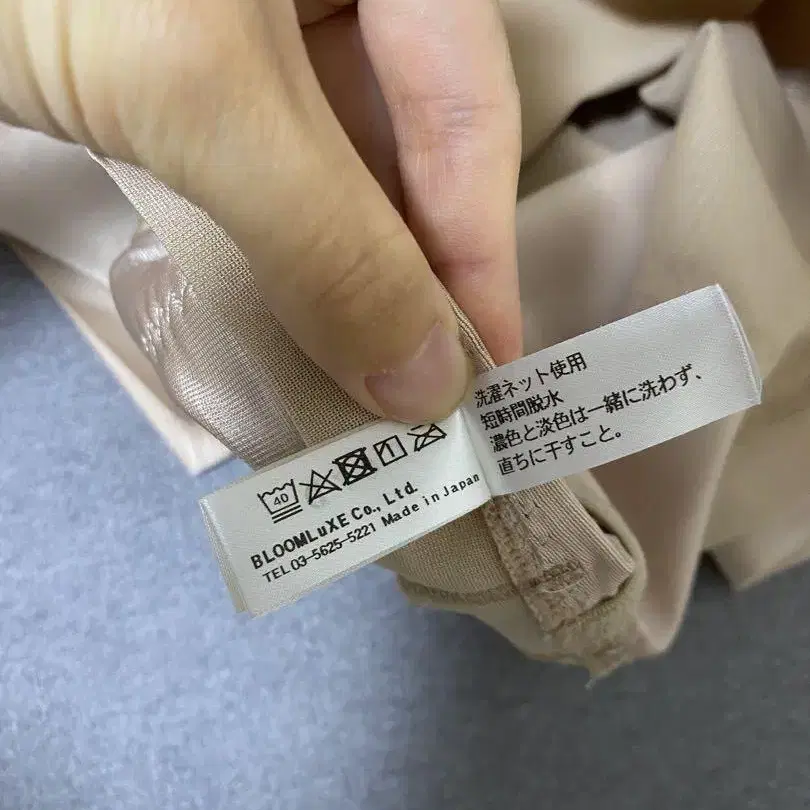 40
BLOOMLuXE Co., Ltd.
TEL 03-5625-5221 Made in Japan
洗濯ネット使用
短時間脱水
濃色と淡色は一緒に洗わず、
直ちに干すこと。